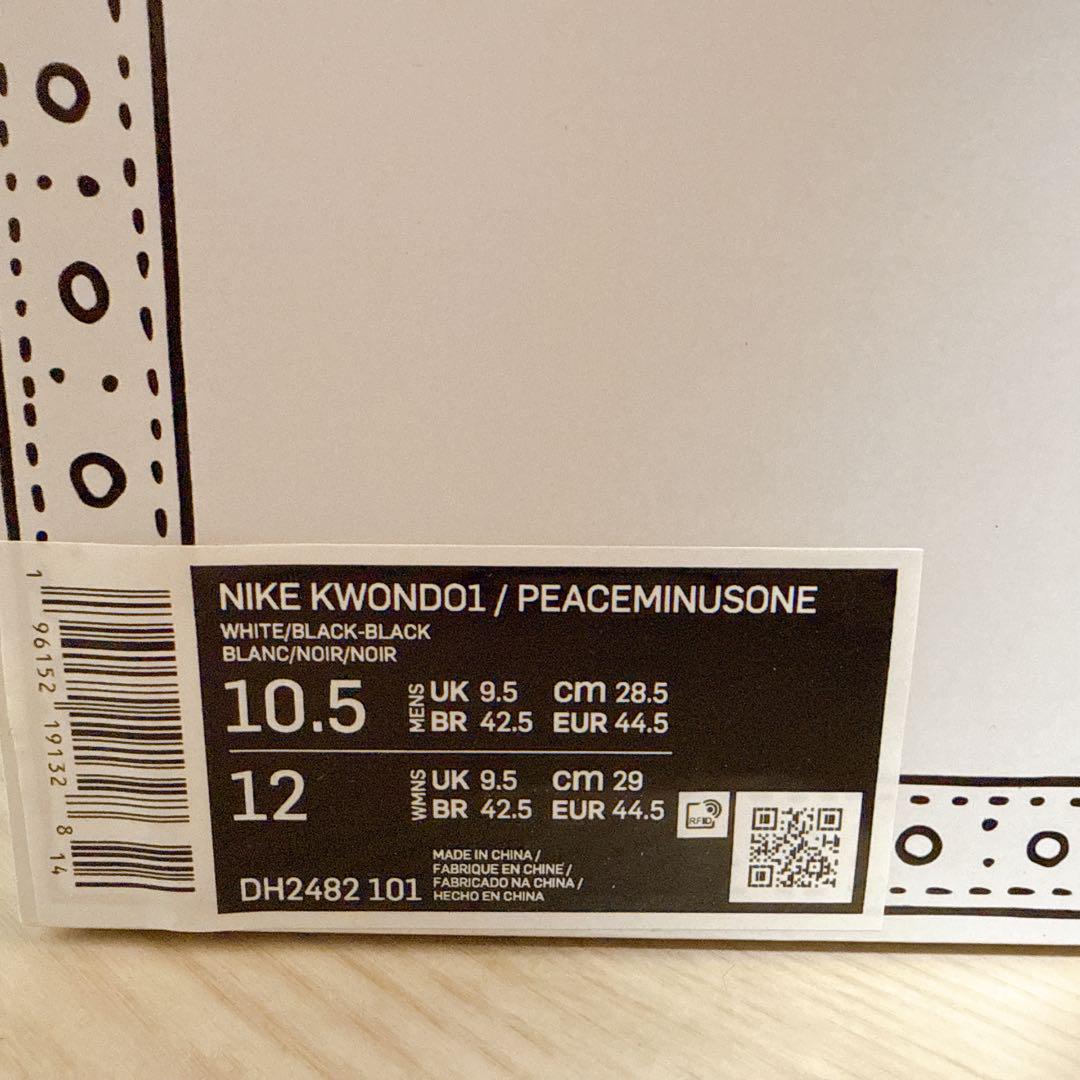 NIKE KWONDO1 / PEACEMINUSONE
WHITE/BLACK-BLACK
BLANC/NOIR/NOIR
10.5 MENS UK 9.5 cm 28.5
BR 42.5 EUR 44.5
12 WMNS UK 9.5 cm 29
BR 42.5 EUR 44.5
RFID
DH2482 101
MADE IN CHINA /
FABRIQUE EN CHINE /
FABRICADO NA CHINA /
HECHO EN CHINA
1 96152 19132 8 14